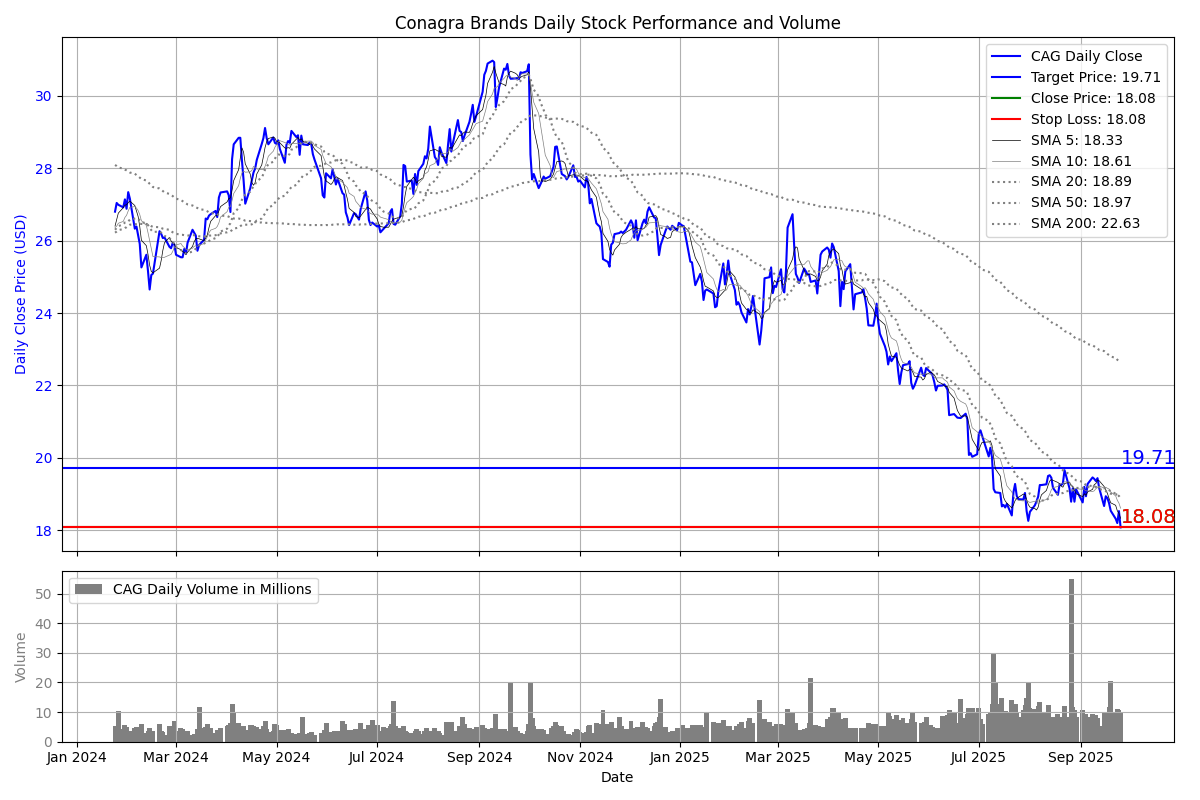 Conagra Brands Daily Stock Performance and Volume
Daily Close Price (USD)
30
28
26
24
22
20
18
CAG Daily Close
Target Price: 19.71
Close Price: 18.08
Stop Loss: 18.08
SMA 5: 18.33
SMA 10: 18.61
SMA 20: 18.89
SMA 50: 18.97
SMA 200: 22.63
19.71
18.08
Volume
50
40
30
20
10
0
CAG Daily Volume in Millions
Jan 2024
Mar 2024
May 2024
Jul 2024
Sep 2024
Nov 2024
Jan 2025
Mar 2025
May 2025
Jul 2025
Sep 2025
Date